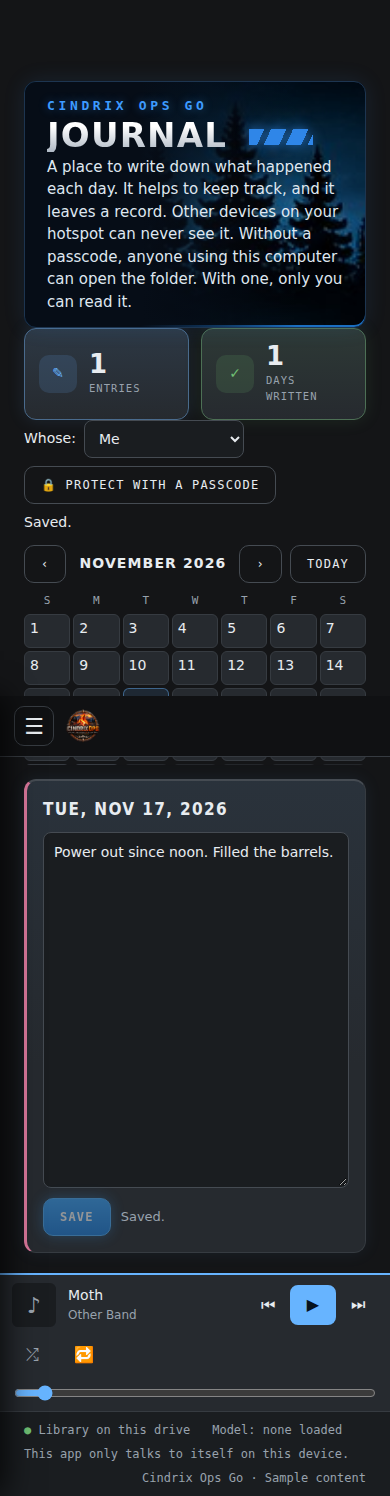 CINDRIX OPS GO
JOURNAL
A place to write down what happened
each day. It helps to keep track, and it
leaves a record. Other devices on your
hotspot can never see it. Without a
passcode, anyone using this computer
can open the folder. With one, only you
can read it.
1
ENTRIES
1
DAYS
WRITTEN
Whose: Me
PROTECT WITH A PASSCODE
Saved.
NOVEMBER 2026 TODAY
S M T W T F S
1 2 3 4 5 6 7
8 9 10 11 12 13 14
CINDRIX OPS
TUE, NOV 17, 2026
Power out since noon. Filled the barrels.
SAVE Saved.
Moth
Other Band
Library on this drive Model: none loaded
This app only talks to itself on this device.
Cindrix Ops Go · Sample content